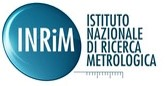 INRiM
ISTITUTO
NAZIONALE
DI RICERCA
METROLOGICA